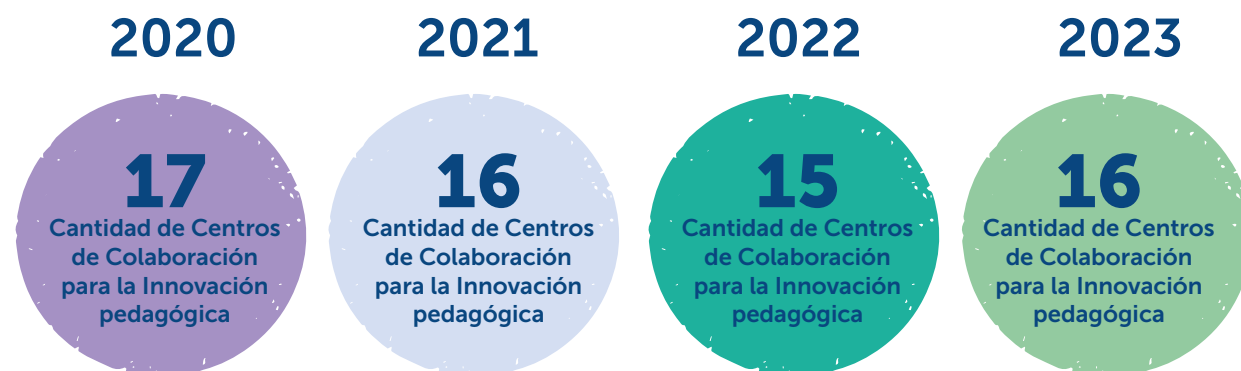 2020
17
Cantidad de Centros
de Colaboración
para la Innovación
pedagógica
2021
16
Cantidad de Centros
de Colaboración
para la Innovación
pedagógica
2022
15
Cantidad de Centros
de Colaboración
para la Innovación
pedagógica
2023
16
Cantidad de Centros
de Colaboración
para la Innovación
pedagógica